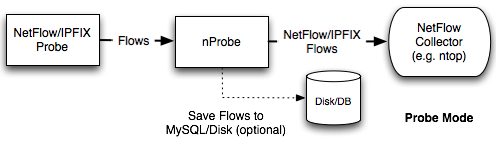 NetFlow/IPFIX
Probe
Flows
nProbe
NetFlow/IPFIX
Flows
NetFlow
Collector
(e.g. ntop)
Disk/DB
Save Flows to
MySQL/Disk (optional)
Probe Mode